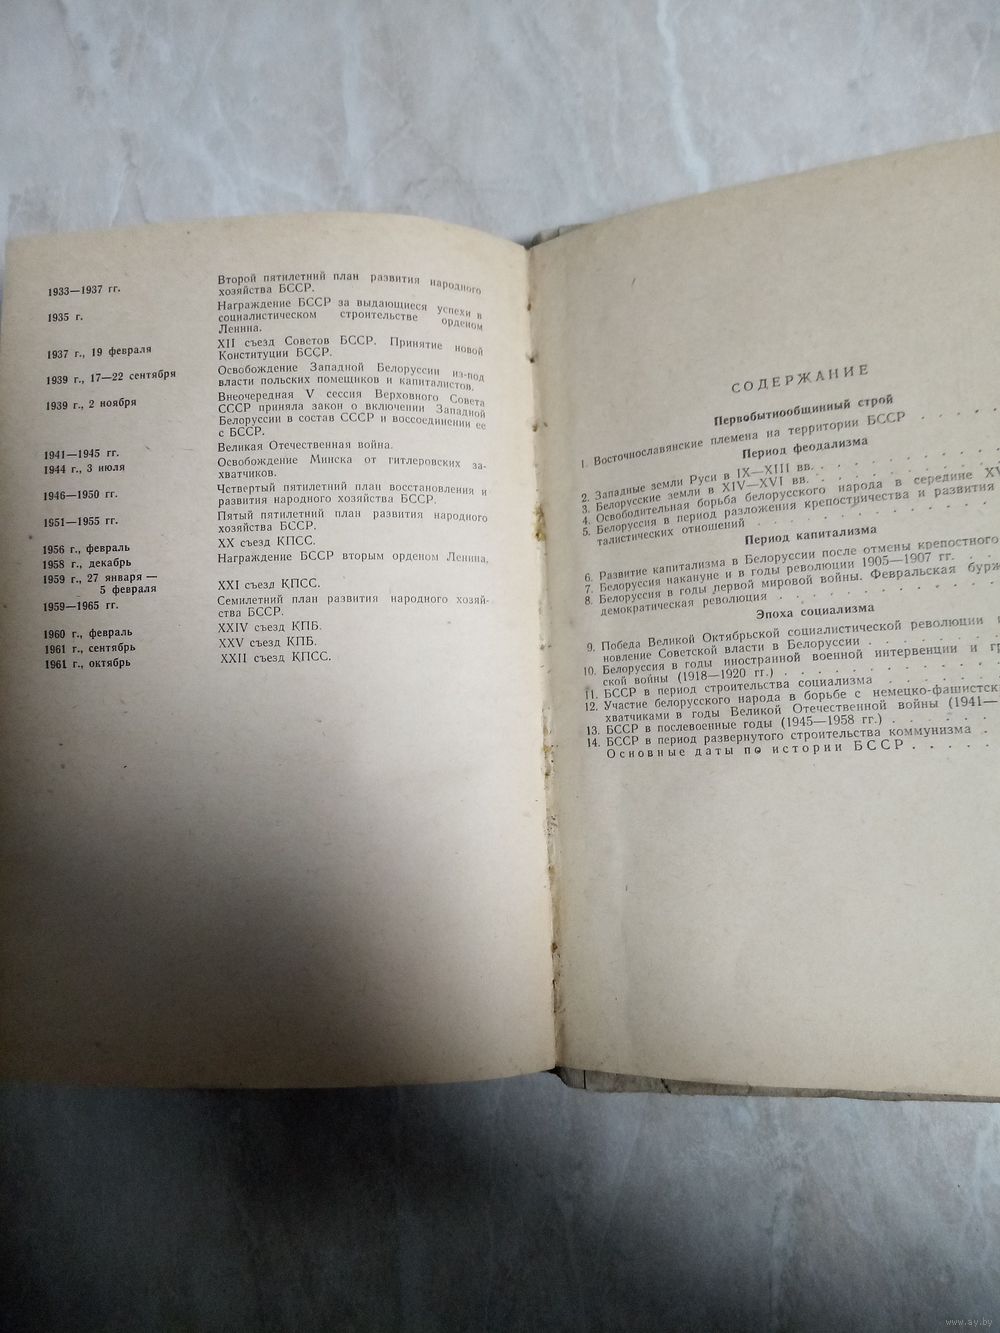 1933—1937 гг. Второй пятилетний план развития народного
хозяйства БССР.
1935 г. Награждение БССР за выдающиеся успехи в
социалистическом строительстве орденом
Ленина.
1937 г., 19 февраля XII съезд Советов БССР. Принятие новой
Конституции БССР.
1939 г., 17—22 сентября Освобождение Западной Белоруссии из-под
власти польских помещиков и капиталистов.
1939 г., 2 ноября Внеочередная V сессия Верховного Совета
СССР приняла закон о включении Западной
Белоруссии в состав СССР и воссоединении ее
с БССР.
1941—1945 гг. Великая Отечественная война.
1944 г., 3 июля Освобождение Минска от гитлеровских за-
хватчиков.
1946—1950 гг. Четвертый пятилетний план восстановления и
развития народного хозяйства БССР.
1951—1955 гг. Пятый пятилетний план развития народного
хозяйства БССР.
1956 г., февраль XX съезд КПСС.
1958 г., декабрь Награждение БССР вторым орденом Ленина.
1959 г., 27 января —
5 февраля XXI съезд КПСС.
1959—1965 гг. Семилетний план развития народного хозяй-
ства БССР.
1960 г., февраль XXIV съезд КПБ.
1961 г., сентябрь XXV съезд КПБ.
1961 г., октябрь XXII съезд КПСС.
СОДЕРЖАНИЕ
Первобытнообщинный строй
1. Восточнославянские племена на территории БССР . . . . .
Период феодализма
2. Западные земли Руси в IX—XIII вв. . . . . . . . .
3. Белорусские земли в XIV—XVI вв. . . . . . . . .
4. Освободительная борьба белорусского народа в середине
5. Белоруссия в период разложения крепостничества и развития
талистических отношений . . . . . . . . .
Период капитализма
6. Развитие капитализма в Белоруссии после отмены крепостного
7. Белоруссия накануне и в годы революции 1905—1907 гг. . .
8. Белоруссия в годы первой мировой войны. Февральская бурж
демократическая революция . . . . . . . . .
Эпоха социализма
9. Победа Великой Октябрьской социалистической революции и
новление Советской власти в Белоруссии . . . . . . .
10. Белоруссия в годы иностранной военной интервенции и гр
ской войны (1918—1920 гг.) . . . . . . . . .
11. БССР в период строительства социализма . . . . . .
12. Участие белорусского народа в борьбе с немецко-фашистск
хватчиками в годы Великой Отечественной войны (1941—
13. БССР в послевоенные годы (1945—1958 гг.) . . . . . .
14. БССР в период развернутого строительства коммунизма .
Основные даты по истории БССР . . . . .
www.ay.by